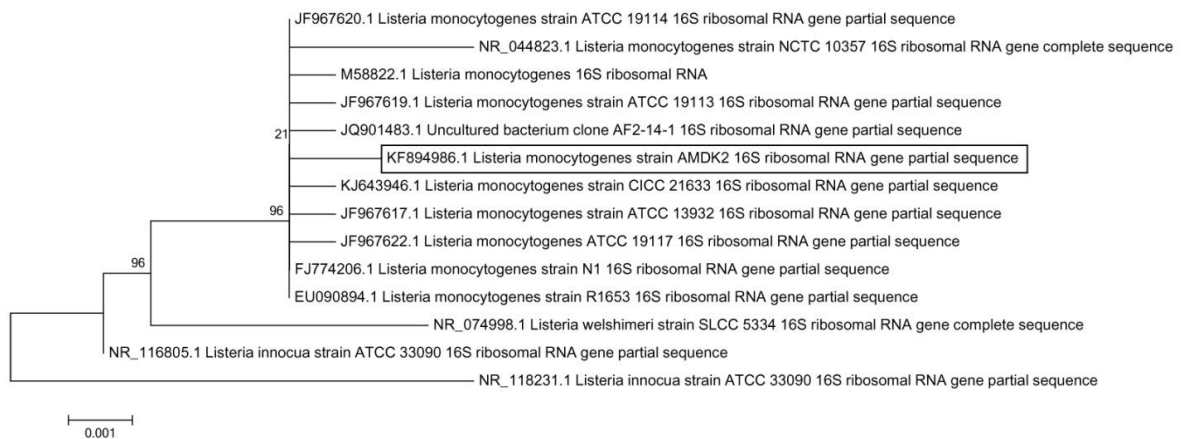 JF967620.1 Listeria monocytogenes strain ATCC 19114 16S ribosomal RNA gene partial sequence
NR_044823.1 Listeria monocytogenes strain NCTC 10357 16S ribosomal RNA gene complete sequence
M58822.1 Listeria monocytogenes 16S ribosomal RNA
JF967619.1 Listeria monocytogenes strain ATCC 19113 16S ribosomal RNA gene partial sequence
JQ901483.1 Uncultured bacterium clone AF2-14-1 16S ribosomal RNA gene partial sequence
21
KF894986.1 Listeria monocytogenes strain AMDK2 16S ribosomal RNA gene partial sequence
KJ643946.1 Listeria monocytogenes strain CICC 21633 16S ribosomal RNA gene partial sequence
96
JF967617.1 Listeria monocytogenes strain ATCC 13932 16S ribosomal RNA gene partial sequence
JF967622.1 Listeria monocytogenes ATCC 19117 16S ribosomal RNA gene partial sequence
96
FJ774206.1 Listeria monocytogenes strain N1 16S ribosomal RNA gene partial sequence
EU090894.1 Listeria monocytogenes strain R1653 16S ribosomal RNA gene partial sequence
NR_074998.1 Listeria welshimeri strain SLCC 5334 16S ribosomal RNA gene complete sequence
NR_116805.1 Listeria innocua strain ATCC 33090 16S ribosomal RNA gene partial sequence
NR_118231.1 Listeria innocua strain ATCC 33090 16S ribosomal RNA gene partial sequence
0.001